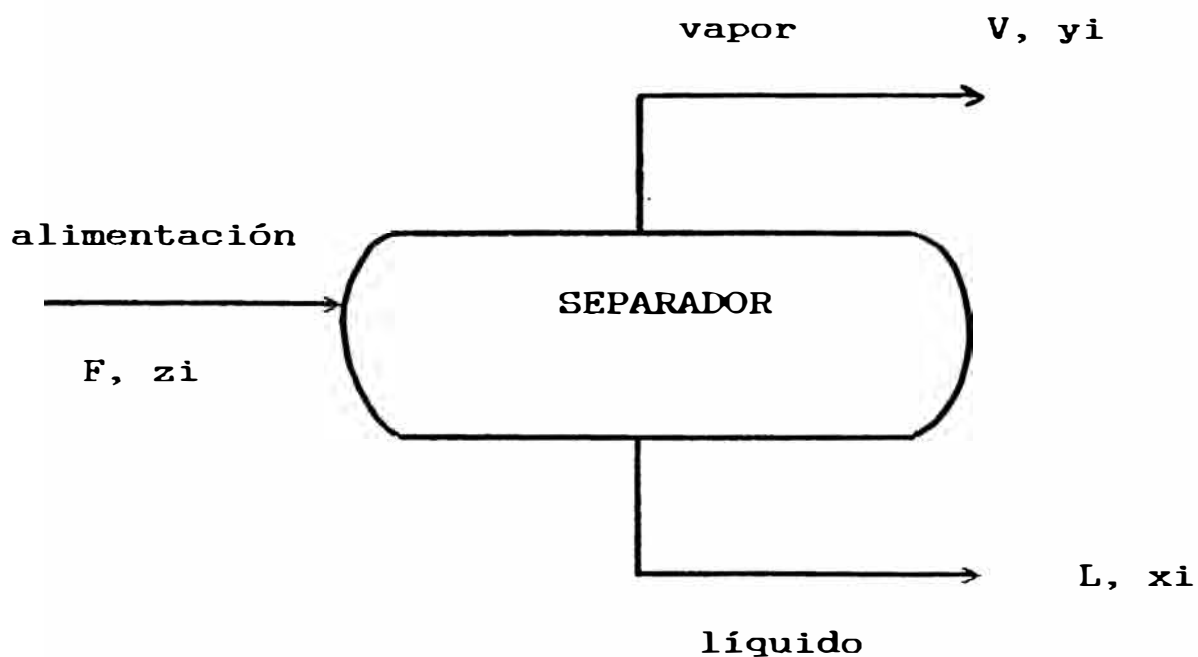 vapor V, yi
alimentación
SEPARADOR
F, zi
L, xi
líquido